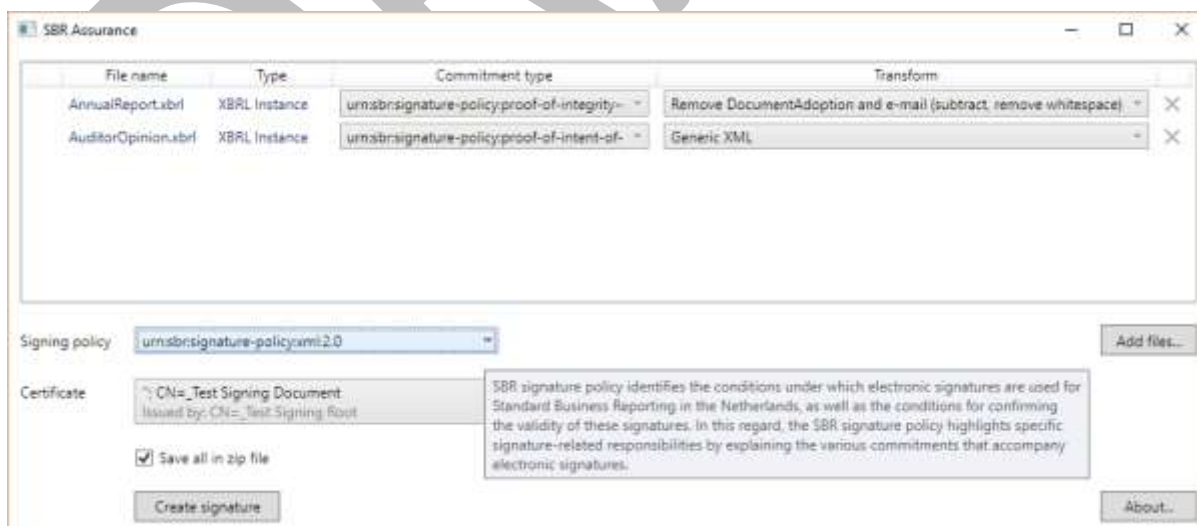 SBR Assurance
File name Type Commitment type Transform
AnnualReport.xbrl XBRL Instance urn:sbr:signature-policy:proof-of-integrity- Remove DocumentAdoption and e-mail (subtract, remove whitespace)
AuditorOpinion.xbrl XBRL Instance urn:sbr:signature-policy:proof-of-intent-of- Generic XML
Signing policy urn:sbr:signature-policy:xml:2.0 Add files...
Certificate '': CN=_Test Signing Document
Issued by: CN=_Test Signing Root
SBR signature policy identifies the conditions under which electronic signatures are used for
Standard Business Reporting in the Netherlands, as well as the conditions for confirming
the validity of these signatures. In this regard, the SBR signature policy highlights specific
signature-related responsibilities by explaining the various commitments that accompany
electronic signatures.
Save all in zip file
Create signature About...